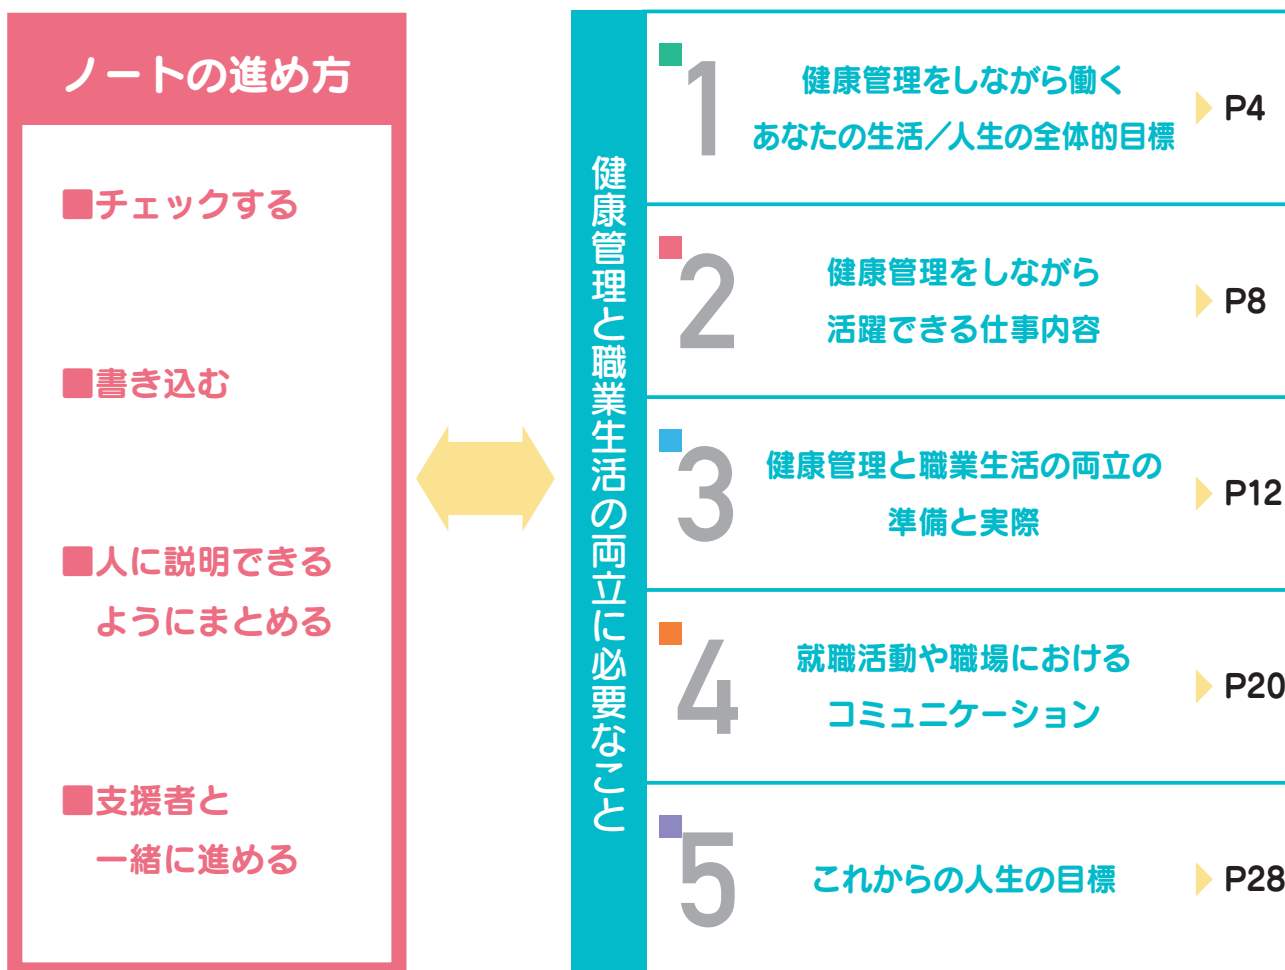 ノートの進め方
■チェックする
■書き込む
■人に説明できる
ようにまとめる
■支援者と
一緒に進める
健康管理と職業生活の両立に必要なこと
1
健康管理をしながら働く
あなたの生活／人生の全体的目標
P4
2
健康管理をしながら
活躍できる仕事内容
P8
3
健康管理と職業生活の両立の
準備と実際
P12
4
就職活動や職場における
コミュニケーション
P20
5
これからの人生の目標
P28